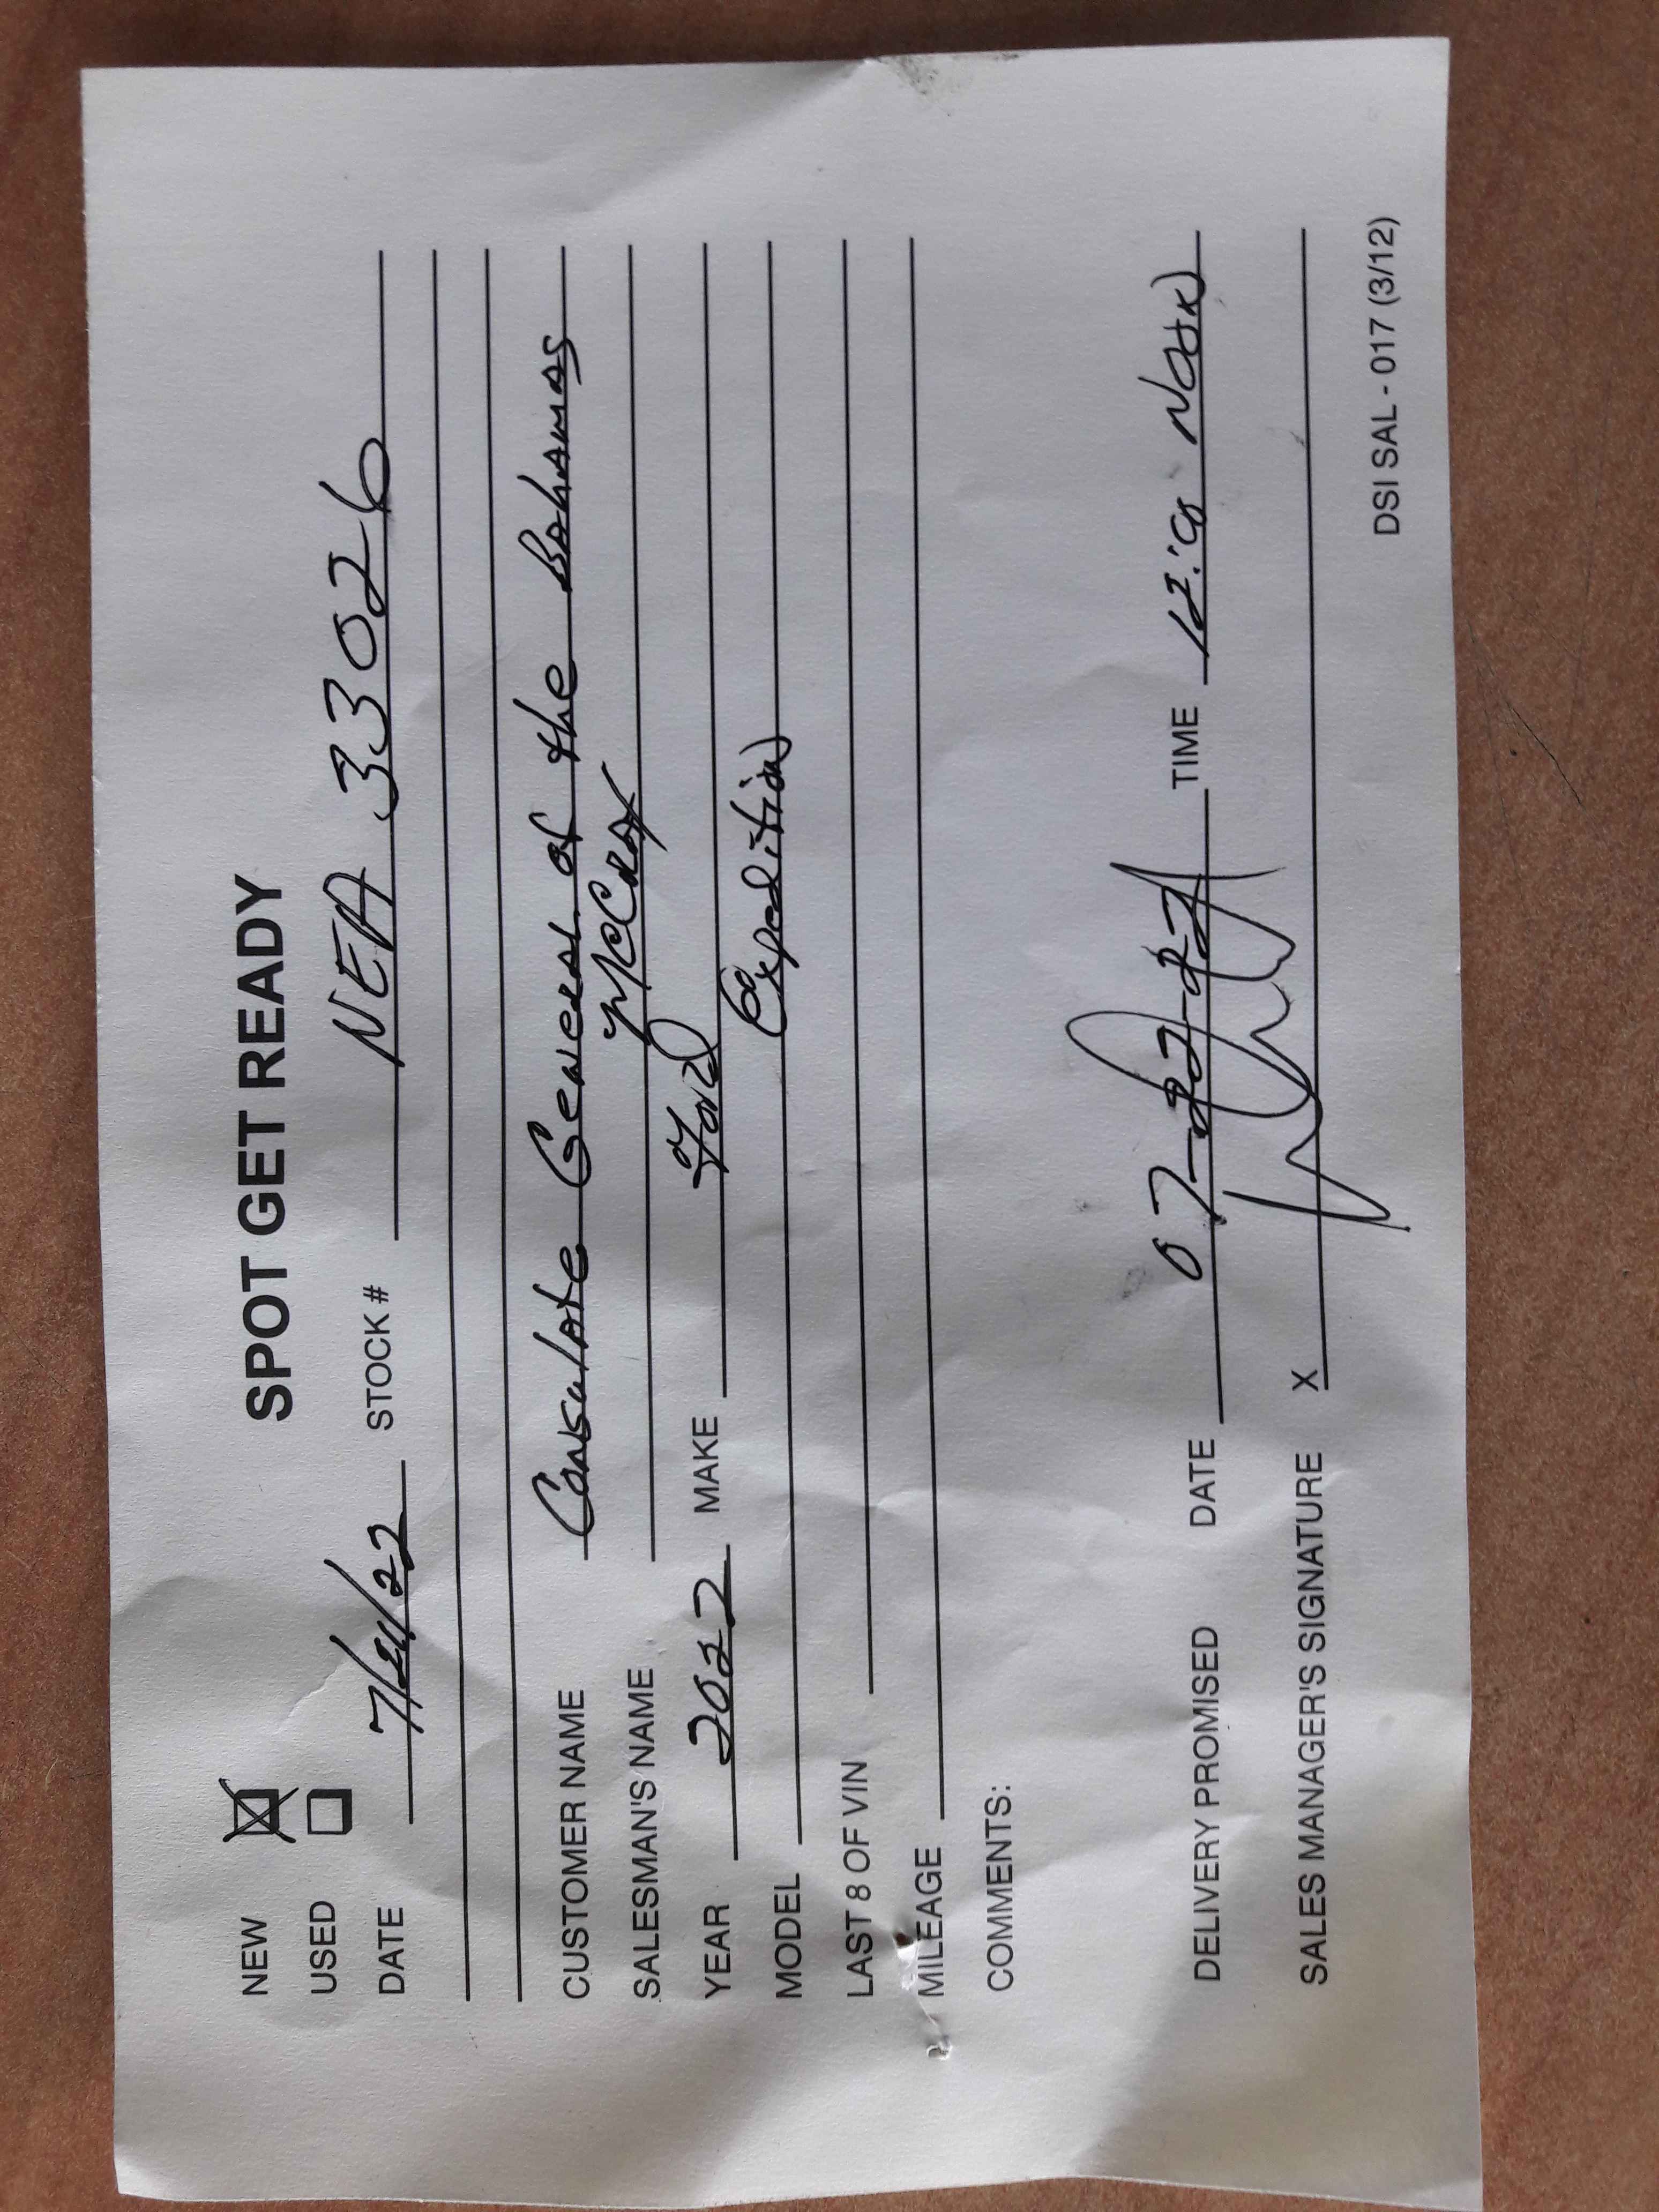 SPOT GET READY
NEW
USED
DATE 7/21/22 STOCK # NEA 33026
CUSTOMER NAME Consulate General of the Bahamas
SALESMAN'S NAME
YEAR 2022 MAKE Ford
MODEL Expedition
LAST 8 OF VIN
MILEAGE
COMMENTS:
DELIVERY PROMISED DATE 07-22-22 TIME 12:00 Noon
SALES MANAGER'S SIGNATURE X
DSI SAL - 017 (3/12)